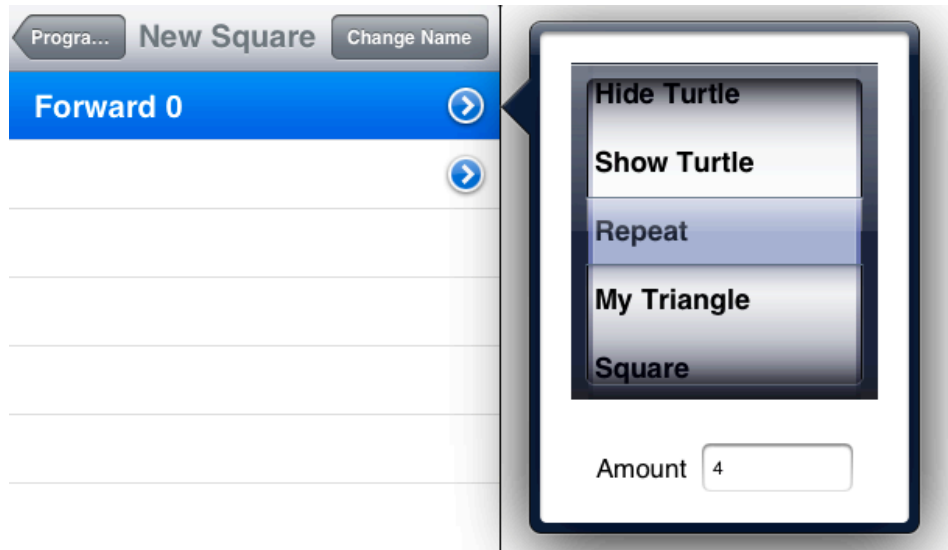 Progra... New Square Change Name
Forward 0
Hide Turtle
Show Turtle
Repeat
My Triangle
Square
Amount 4